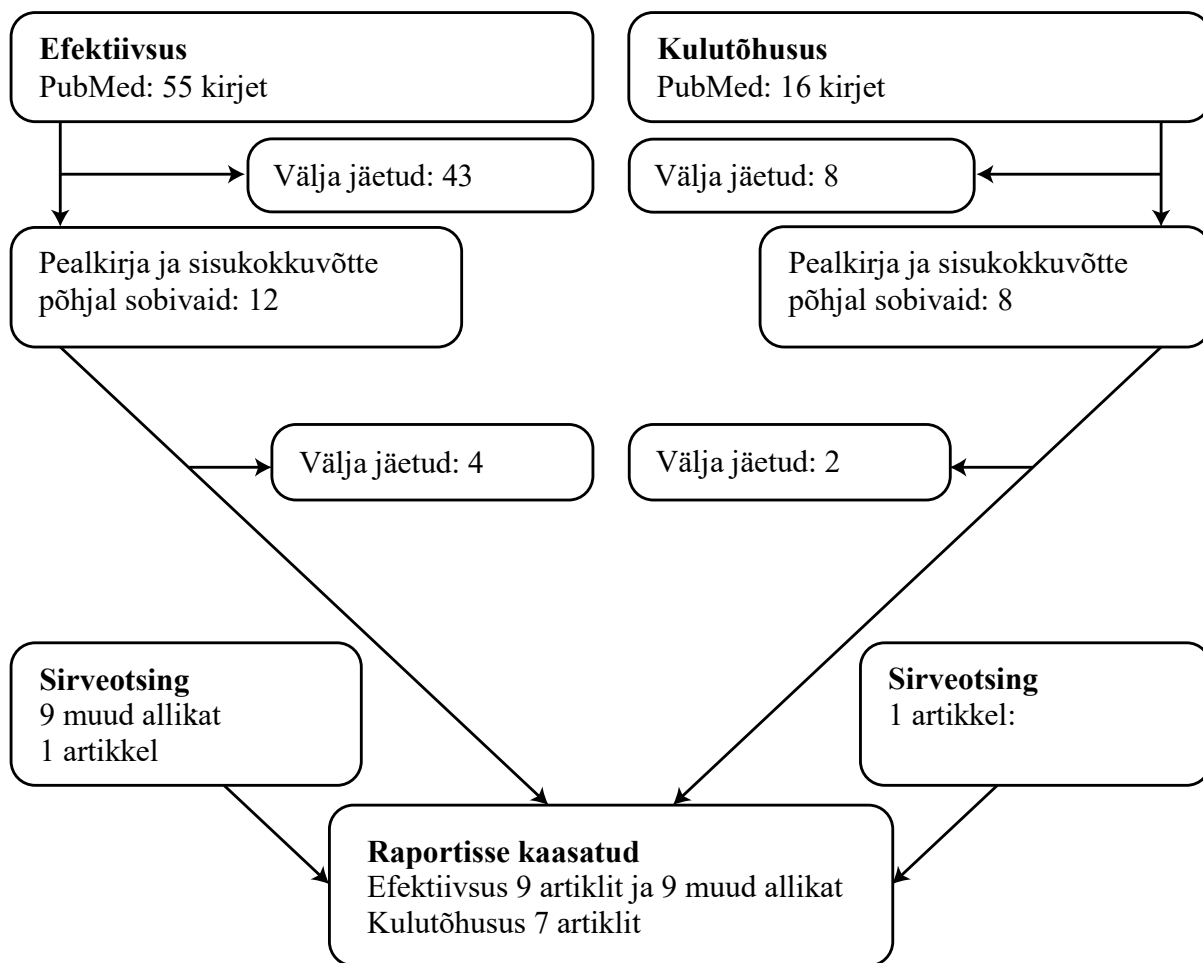 Efektiivsus
PubMed: 55 kirjet
Kulutõhusus
PubMed: 16 kirjet
Välja jäetud: 43
Välja jäetud: 8
Pealkirja ja sisukokkuvõtte
põhjal sobivaid: 12
Pealkirja ja sisukokkuvõtte
põhjal sobivaid: 8
Välja jäetud: 4
Välja jäetud: 2
Sirveotsing
9 muud allikat
1 artikkel
Sirveotsing
1 artikkel:
Raportisse kaasatud
Efektiivsus 9 artiklit ja 9 muud allikat
Kulutõhusus 7 artiklit